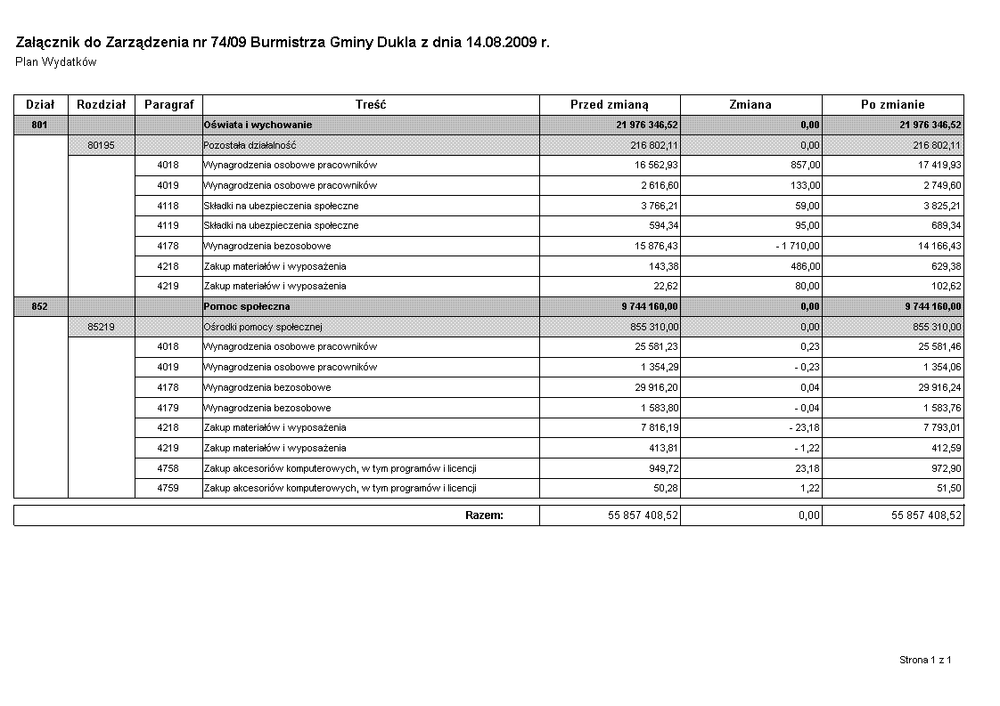 Załącznik do Zarządzenia nr 74/09 Burmistrza Gminy Dukla z dnia 14.08.2009 r.
Plan Wydatków
Dział Rozdział Paragraf Treść Przed zmianą Zmiana Po zmianie
801 Oświata i wychowanie 21 976 346,52 0,00 21 976 346,52
80195 Pozostała działalność 216 802,11 0,00 216 802,11
4018 Wynagrodzenia osobowe pracowników 16 562,93 857,00 17 419,93
4019 Wynagrodzenia osobowe pracowników 2 616,60 133,00 2 749,60
4118 Składki na ubezpieczenia społeczne 3 766,21 59,00 3 825,21
4119 Składki na ubezpieczenia społeczne 594,34 95,00 689,34
4178 Wynagrodzenia bezosobowe 15 876,43 - 1 710,00 14 166,43
4218 Zakup materiałów i wyposażenia 143,38 486,00 629,38
4219 Zakup materiałów i wyposażenia 22,62 80,00 102,62
852 Pomoc społeczna 9 744 160,00 0,00 9 744 160,00
85219 Ośrodki pomocy społecznej 855 310,00 0,00 855 310,00
4018 Wynagrodzenia osobowe pracowników 25 581,23 0,23 25 581,46
4019 Wynagrodzenia osobowe pracowników 1 354,29 - 0,23 1 354,06
4178 Wynagrodzenia bezosobowe 29 916,20 0,04 29 916,24
4179 Wynagrodzenia bezosobowe 1 583,80 - 0,04 1 583,76
4218 Zakup materiałów i wyposażenia 7 816,19 - 23,18 7 793,01
4219 Zakup materiałów i wyposażenia 413,81 - 1,22 412,59
4758 Zakup akcesoriów komputerowych, w tym programów i licencji 949,72 23,18 972,90
4759 Zakup akcesoriów komputerowych, w tym programów i licencji 50,28 1,22 51,50
Razem: 55 857 408,52 0,00 55 857 408,52
Strona 1 z 1